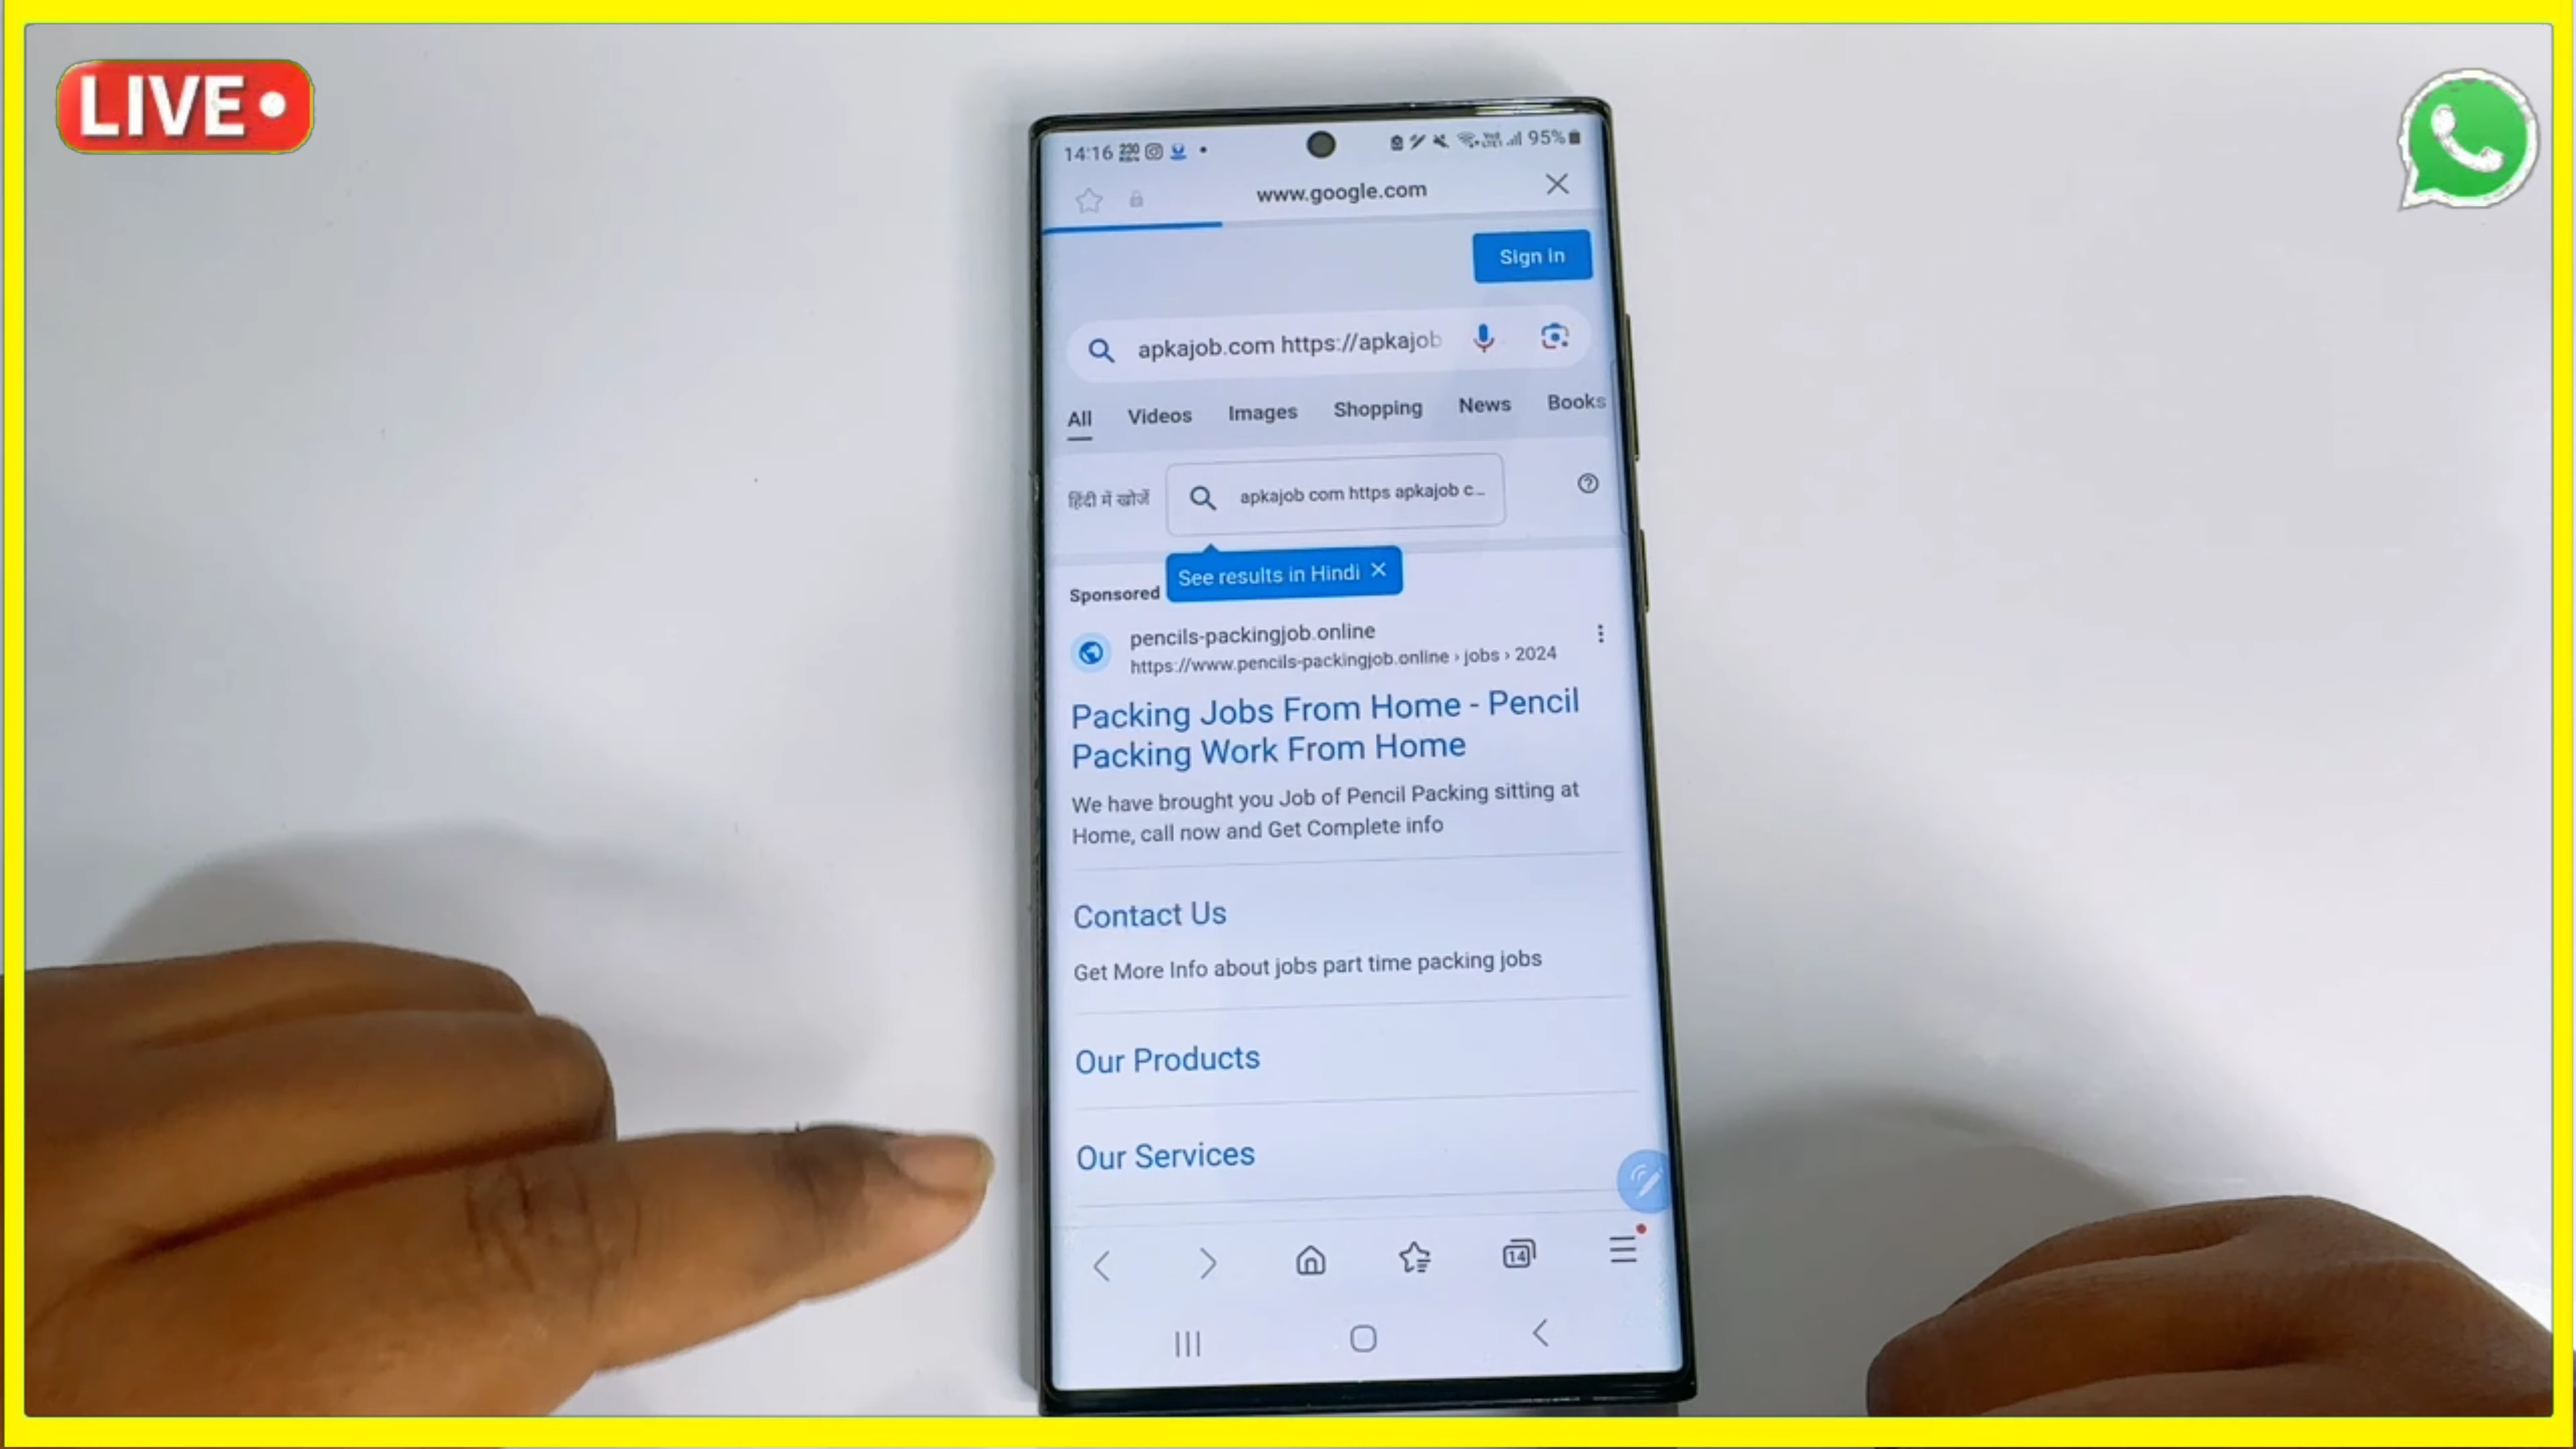 LIVE
14:16
95%
www.google.com
Sign in
apkajob.com https://apkajob
All Videos Images Shopping News Books
हिंदी में खोजें apkajob com https apkajob c...
See results in Hindi
Sponsored
pencils-packingjob.online
https://www.pencils-packingjob.online › jobs › 2024
Packing Jobs From Home - Pencil
Packing Work From Home
We have brought you Job of Pencil Packing sitting at
Home, call now and Get Complete info
Contact Us
Get More Info about jobs part time packing jobs
Our Products
Our Services
14